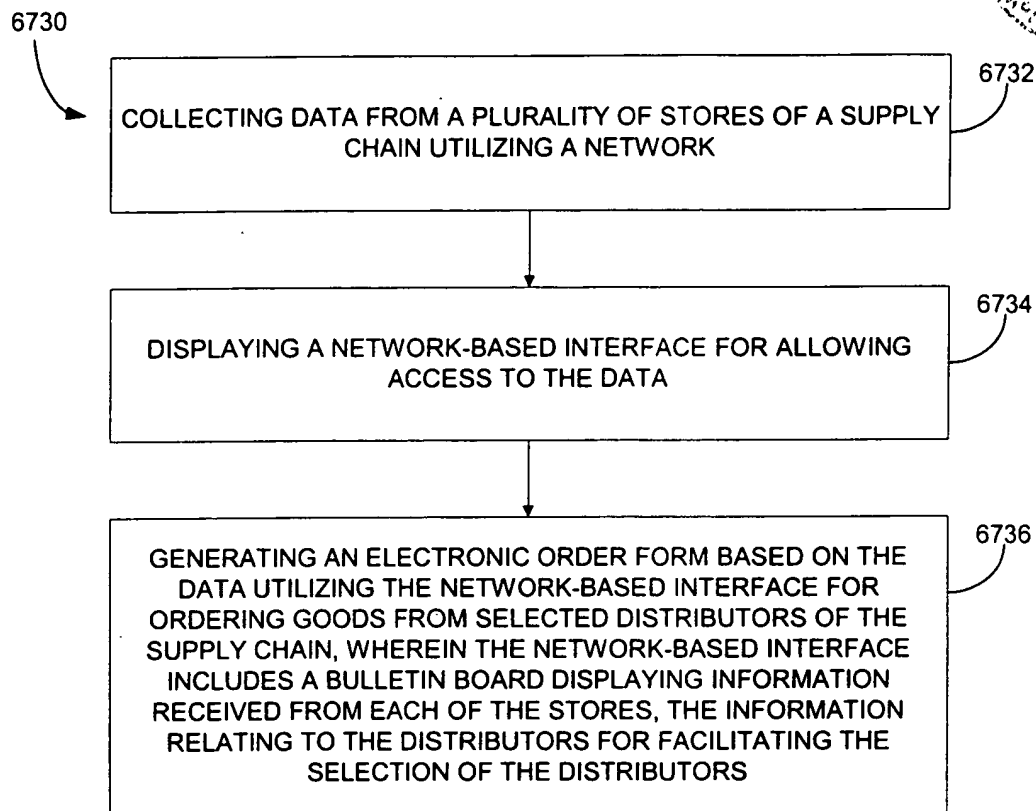 6730
6732
COLLECTING DATA FROM A PLURALITY OF STORES OF A SUPPLY
CHAIN UTILIZING A NETWORK
6734
DISPLAYING A NETWORK-BASED INTERFACE FOR ALLOWING
ACCESS TO THE DATA
6736
GENERATING AN ELECTRONIC ORDER FORM BASED ON THE
DATA UTILIZING THE NETWORK-BASED INTERFACE FOR
ORDERING GOODS FROM SELECTED DISTRIBUTORS OF THE
SUPPLY CHAIN, WHEREIN THE NETWORK-BASED INTERFACE
INCLUDES A BULLETIN BOARD DISPLAYING INFORMATION
RECEIVED FROM EACH OF THE STORES, THE INFORMATION
RELATING TO THE DISTRIBUTORS FOR FACILITATING THE
SELECTION OF THE DISTRIBUTORS